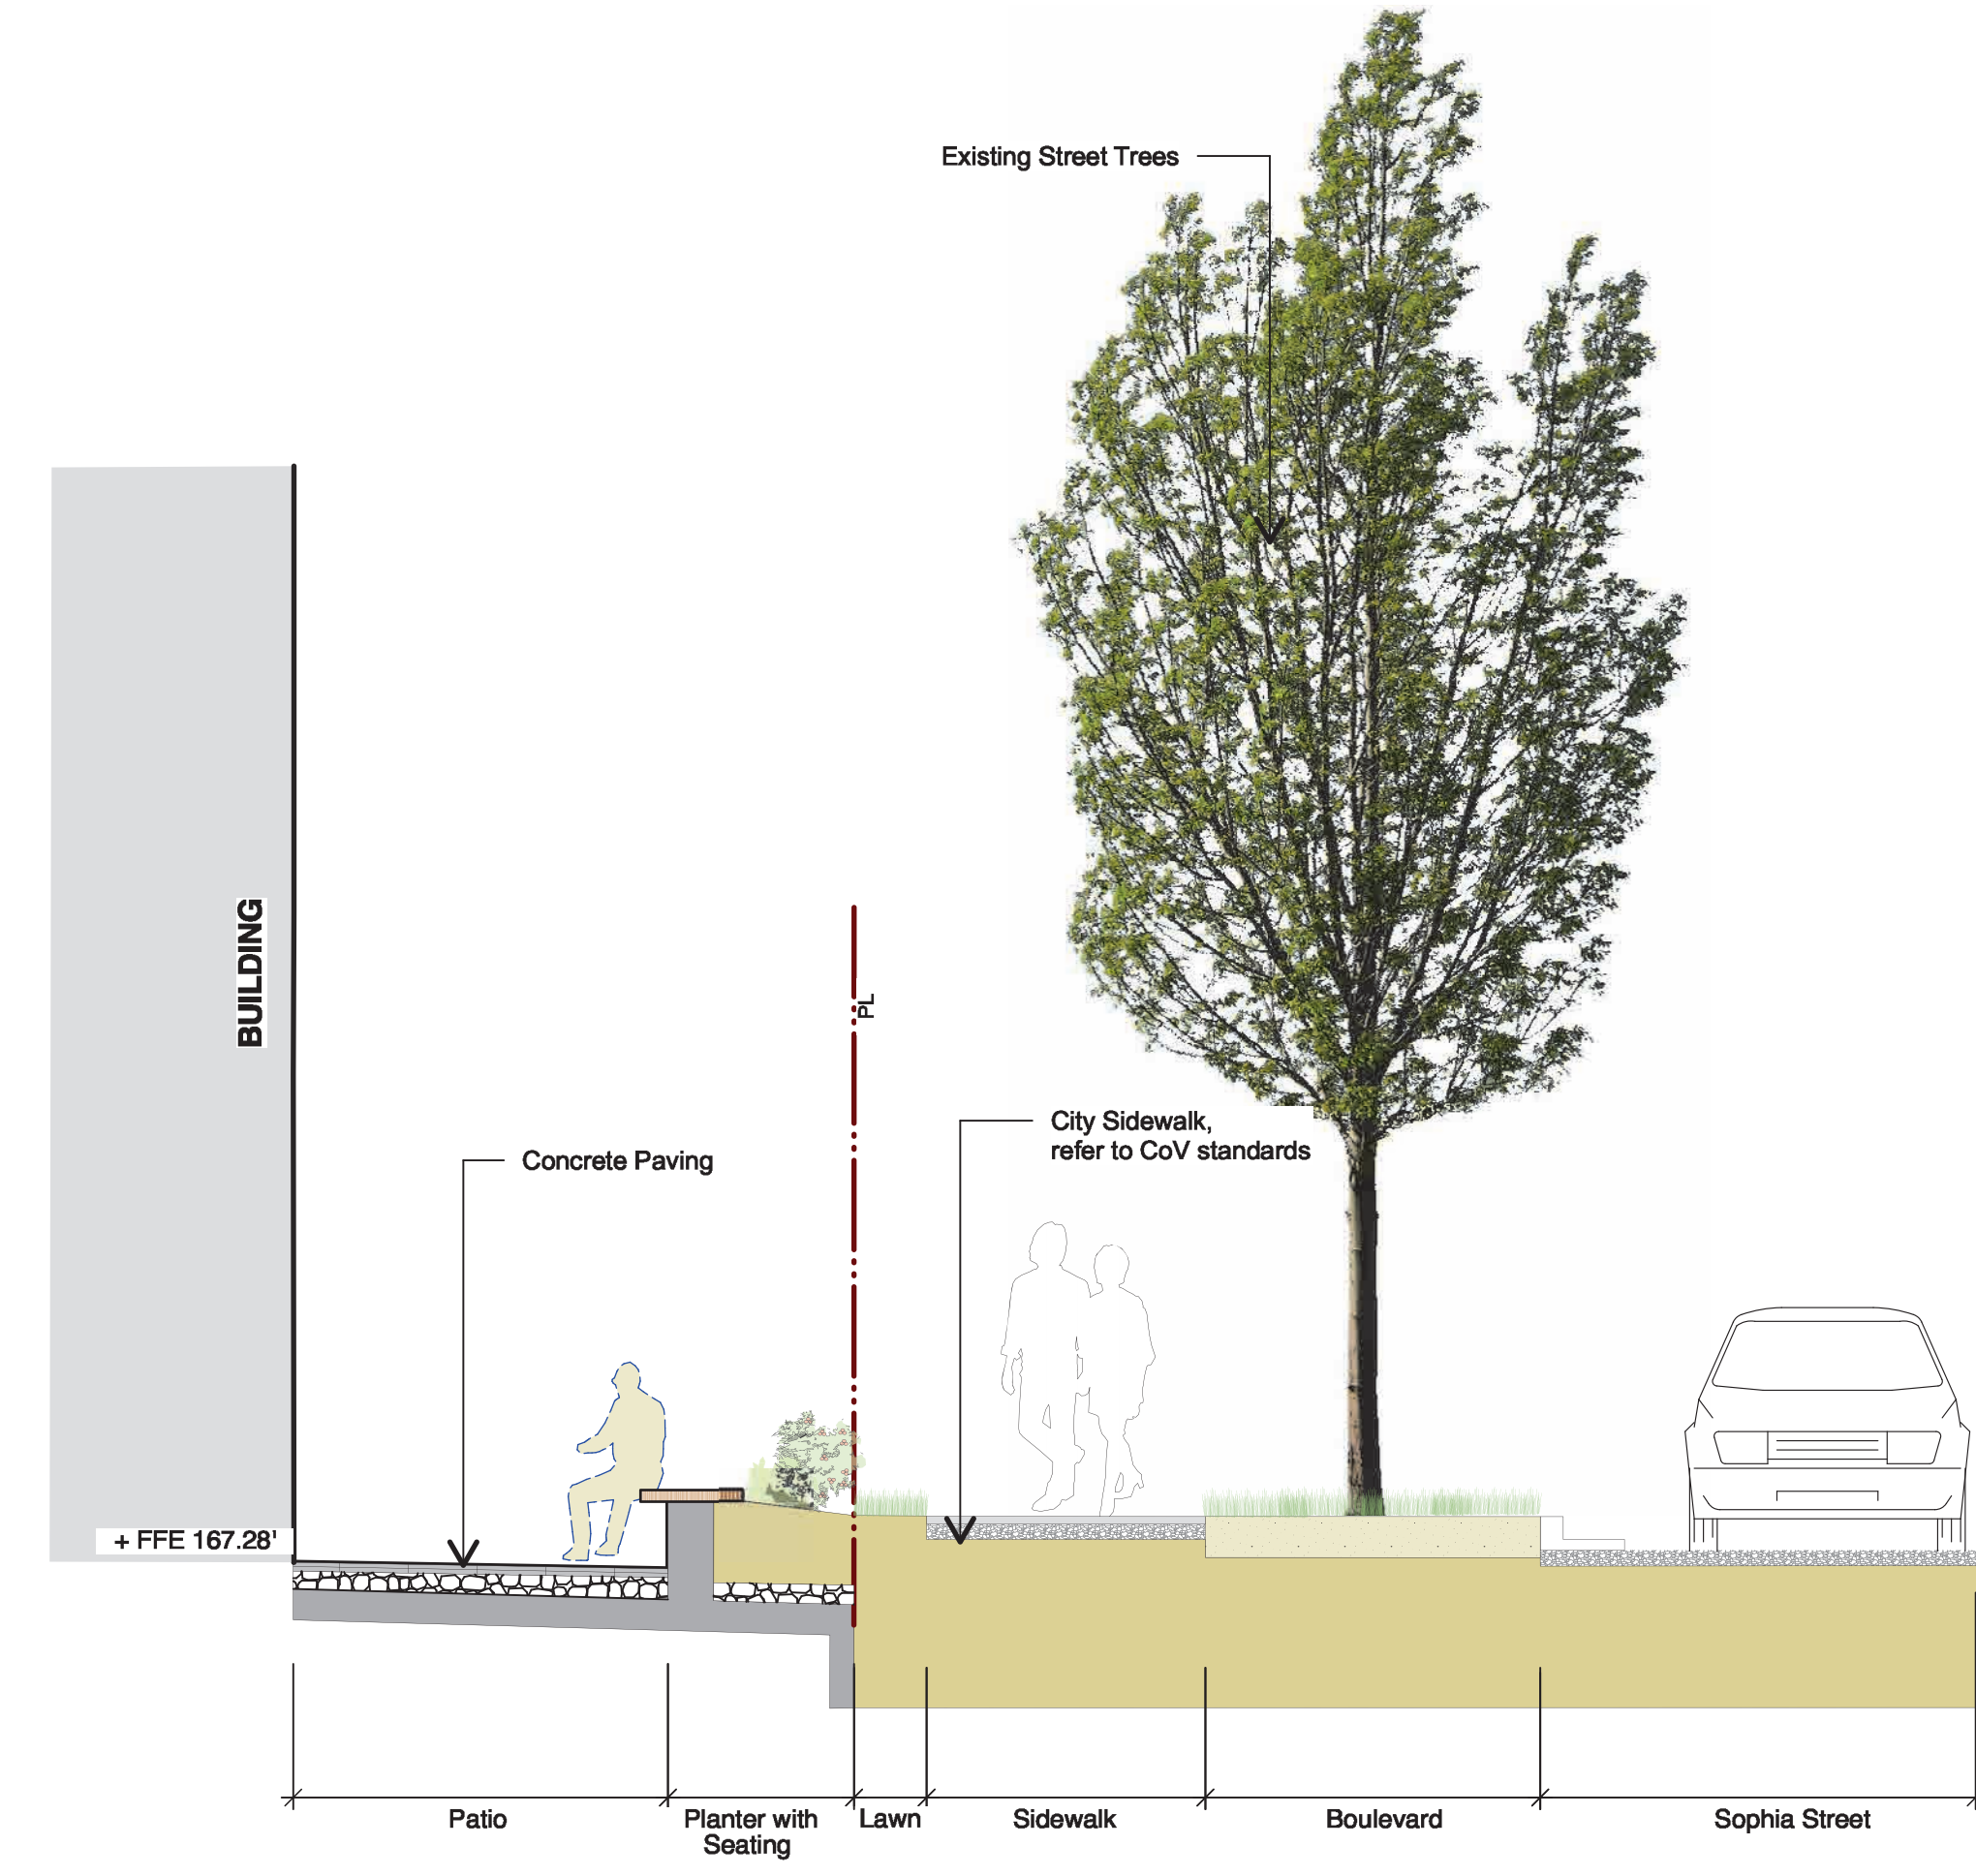 Existing Street Trees
BUILDING
PL
City Sidewalk,
refer to CoV standards
Concrete Paving
+ FFE 167.28'
Patio
Planter with
Seating
Lawn
Sidewalk
Boulevard
Sophia Street